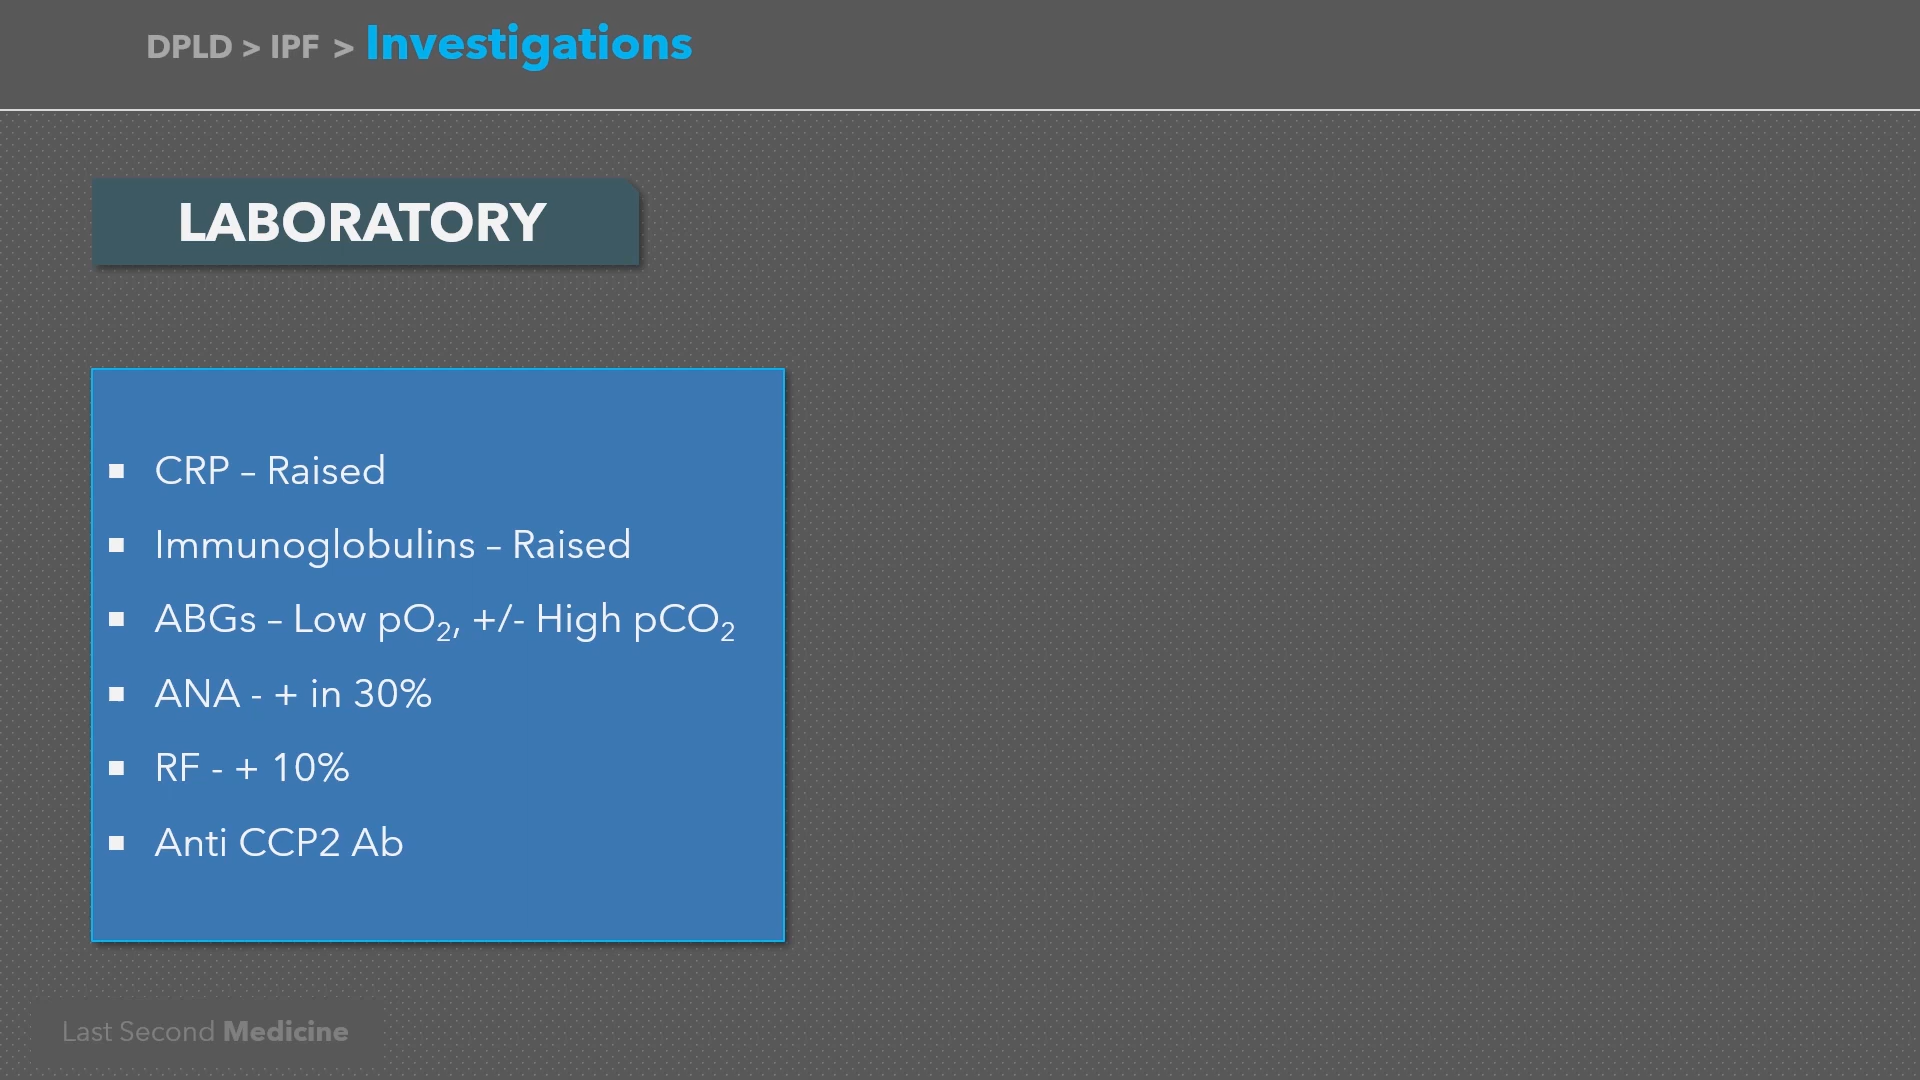 DPLD > IPF > Investigations
LABORATORY
▪ CRP – Raised
▪ Immunoglobulins – Raised
▪ ABGs – Low pO₂, +/- High pCO₂
▪ ANA - + in 30%
▪ RF - + 10%
▪ Anti CCP2 Ab
Last Second Medicine